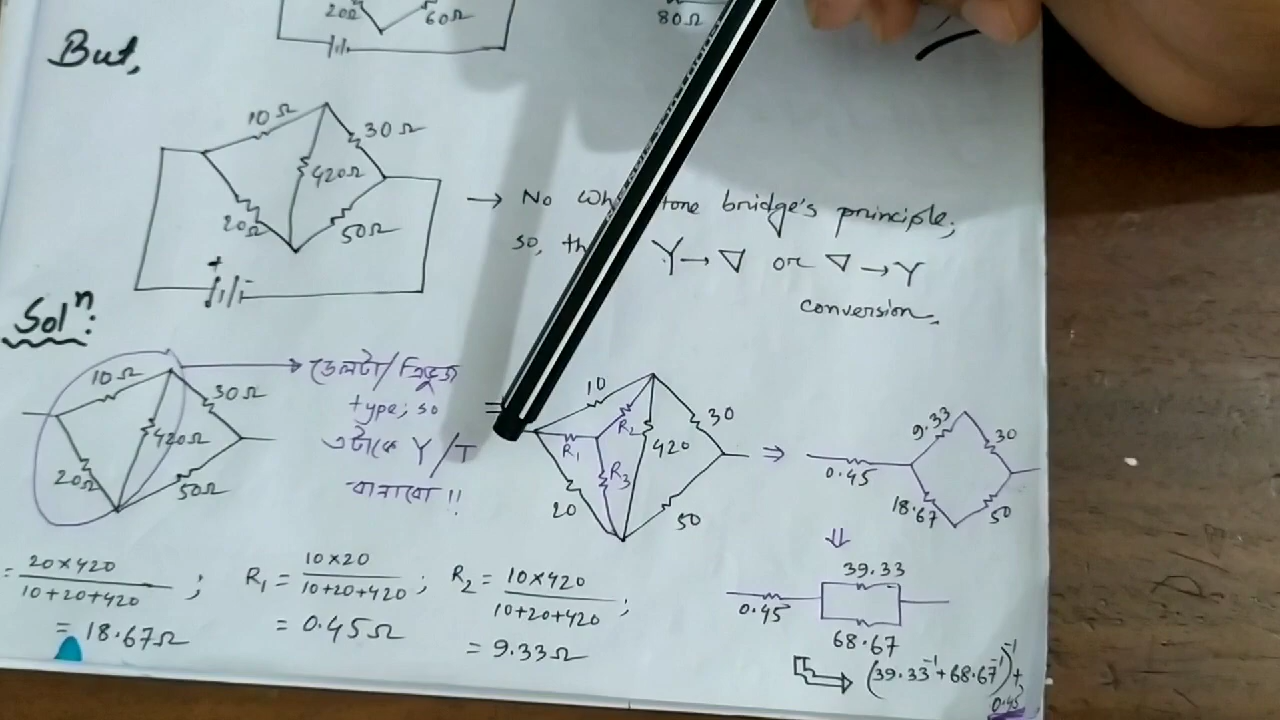 20Ω
60Ω
80Ω
But,
10Ω
30Ω
420Ω
20Ω
50Ω
+
→ No
bridge's principle;
so,
Y→∇ or ∇→Y
conversion.
Solⁿ:
10Ω
30Ω
420Ω
20Ω
50Ω
ডেলটা/ত্রিভুজ
type; so
এটাকে Y/T
বানাবো !!
=
10
30
R₂
R₁
420
R₃
20
50
⇒
9.33
30
0.45
18.67
50
⇓
39.33
0.45
68.67
(39.33⁻¹+68.67⁻¹)⁻¹+
0.45
= 20×420 / 10+20+420 ;
= 18.67Ω
R₁ = 10×20 / 10+20+420 ;
= 0.45Ω
R₂ = 10×420 / 10+20+420 ;
= 9.33Ω